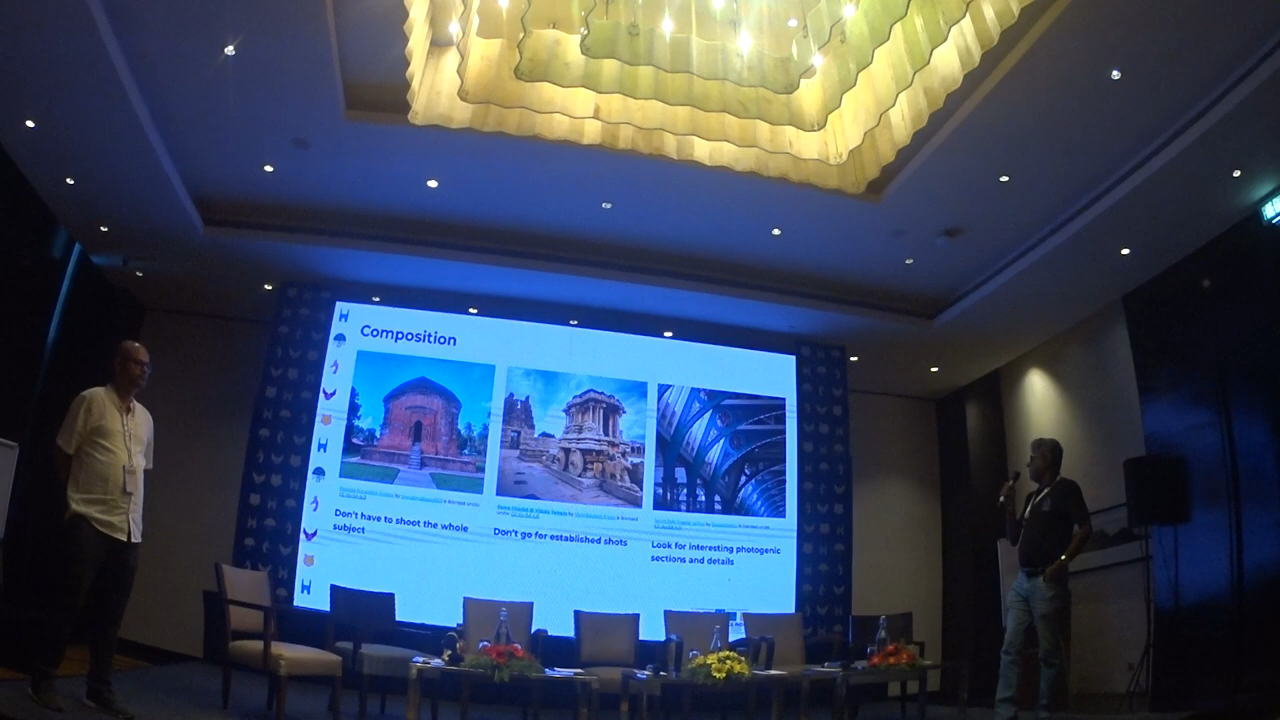 Composition
Don't have to shoot the whole
subject
Don't go for established shots
Look for interesting photogenic
sections and details